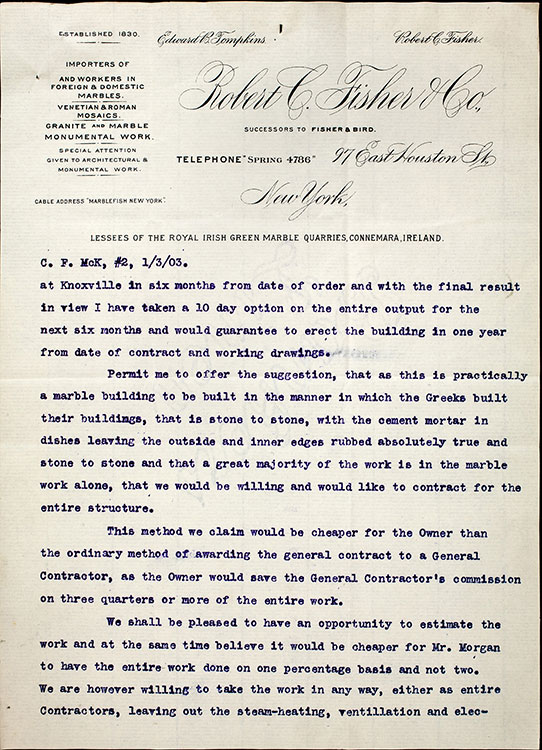 ESTABLISHED 1830.
Edward B. Tompkins.
Robert C. Fisher.
IMPORTERS OF
AND WORKERS IN
FOREIGN & DOMESTIC
MARBLES.
VENETIAN & ROMAN
MOSAICS.
GRANITE AND MARBLE
MONUMENTAL WORK.
SPECIAL ATTENTION
GIVEN TO ARCHITECTURAL &
MONUMENTAL WORK.
CABLE ADDRESS "MARBLEFISH NEW YORK".
Robert C. Fisher & Co.,
SUCCESSORS TO FISHER & BIRD.
TELEPHONE "SPRING 4786" 97 East Houston St.
New York,
LESSEES OF THE ROYAL IRISH GREEN MARBLE QUARRIES, CONNEMARA, IRELAND.
C. F. McK, #2, 1/3/03.
at Knoxville in six months from date of order and with the final result
in view I have taken a 10 day option on the entire output for the
next six months and would guarantee to erect the building in one year
from date of contract and working drawings.
Permit me to offer the suggestion, that as this is practically
a marble building to be built in the manner in which the Greeks built
their buildings, that is stone to stone, with the cement mortar in
dishes leaving the outside and inner edges rubbed absolutely true and
stone to stone and that a great majority of the work is in the marble
work alone, that we would be willing and would like to contract for the
entire structure.
This method we claim would be cheaper for the Owner than
the ordinary method of awarding the general contract to a General
Contractor, as the Owner would save the General Contractor's commission
on three quarters or more of the entire work.
We shall be pleased to have an opportunity to estimate the
work and at the same time believe it would be cheaper for Mr. Morgan
to have the entire work done on one percentage basis and not two.
We are however willing to take the work in any way, either as entire
Contractors, leaving out the steam-heating, ventillation and elec-